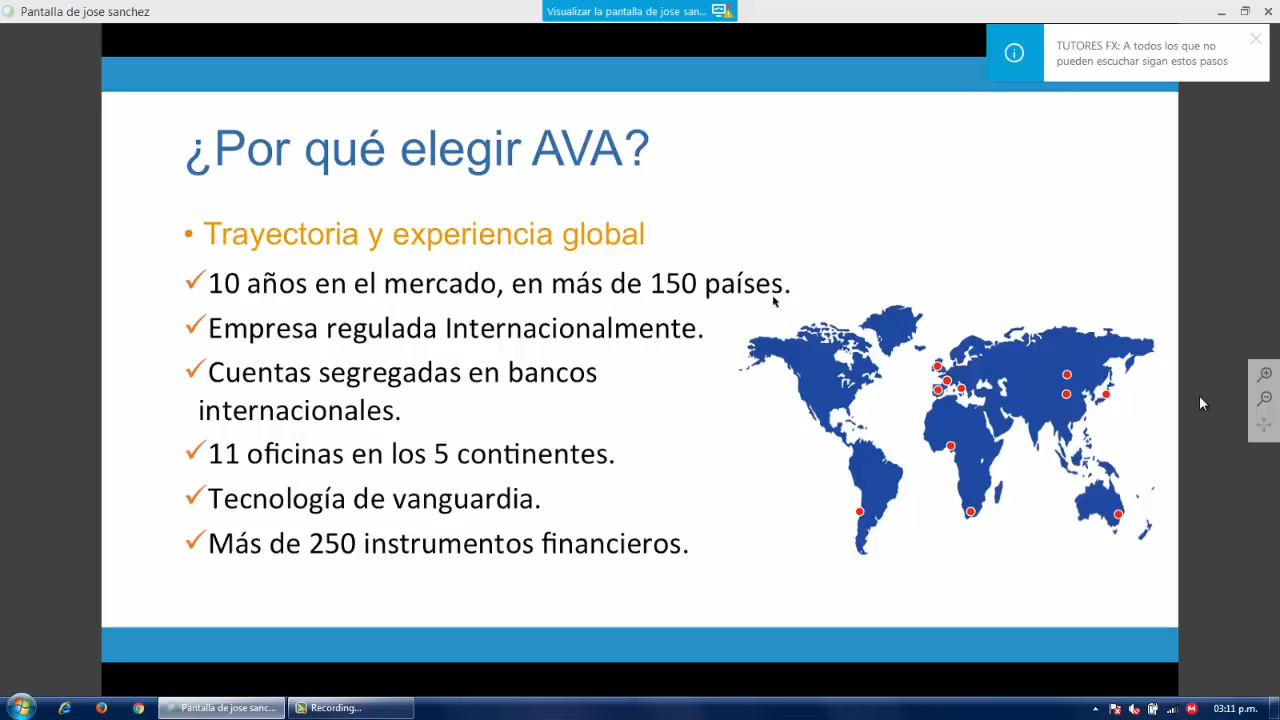 Pantalla de jose sanchez
Visualizar la pantalla de jose san...
TUTORES FX: A todos los que no
pueden escuchar sigan estos pasos
¿Por qué elegir AVA?
• Trayectoria y experiencia global
✓10 años en el mercado, en más de 150 países.
✓Empresa regulada Internacionalmente.
✓Cuentas segregadas en bancos
internacionales.
✓11 oficinas en los 5 continentes.
✓Tecnología de vanguardia.
✓Más de 250 instrumentos financieros.
Pantalla de jose sanc...
Recording...
03:11 p.m.